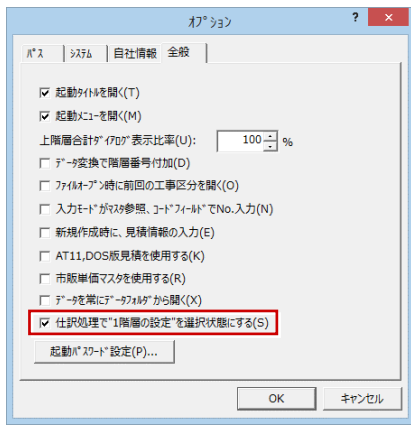 ｵﾌﾟｼｮﾝ ? ×
ﾊﾟｽ ｼｽﾃﾑ 自社情報 全般
起動ﾀｲﾄﾙを開く(T)
起動ﾒﾆｭｰを開く(M)
上階層合計ﾀﾞｲｱﾛｸﾞ表示比率(U): 100 %
ﾃﾞｰﾀ変換で階層番号付加(D)
ﾌｧｲﾙｵｰﾌﾟﾝ時に前回の工事区分を開く(O)
入力ﾓｰﾄﾞがﾏｽﾀ参照、ｺｰﾄﾞﾌｨｰﾙﾄﾞでNo.入力(N)
新規作成時に、見積情報の入力(E)
AT11,DOS版見積を使用する(K)
市販単価マスタを使用する(R)
ﾃﾞｰﾀを常にﾃﾞｰﾀﾌｫﾙﾀﾞから開く(X)
仕訳処理で"1階層の設定"を選択状態にする(S)
起動ﾊﾟｽﾜｰﾄﾞ設定(P)...
OK ｷｬﾝｾﾙ